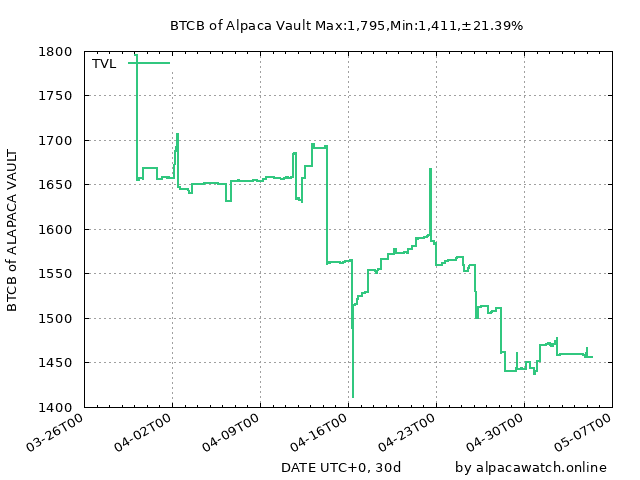 BTCB of Alpaca Vault Max:1,795,Min:1,411,±21.39%
TVL
1800
1750
1700
1650
1600
1550
1500
1450
1400
BTCB of ALAPACA VAULT
03-26T00
04-02T00
04-09T00
04-16T00
04-23T00
04-30T00
05-07T00
DATE UTC+0, 30d
by alpacawatch.online